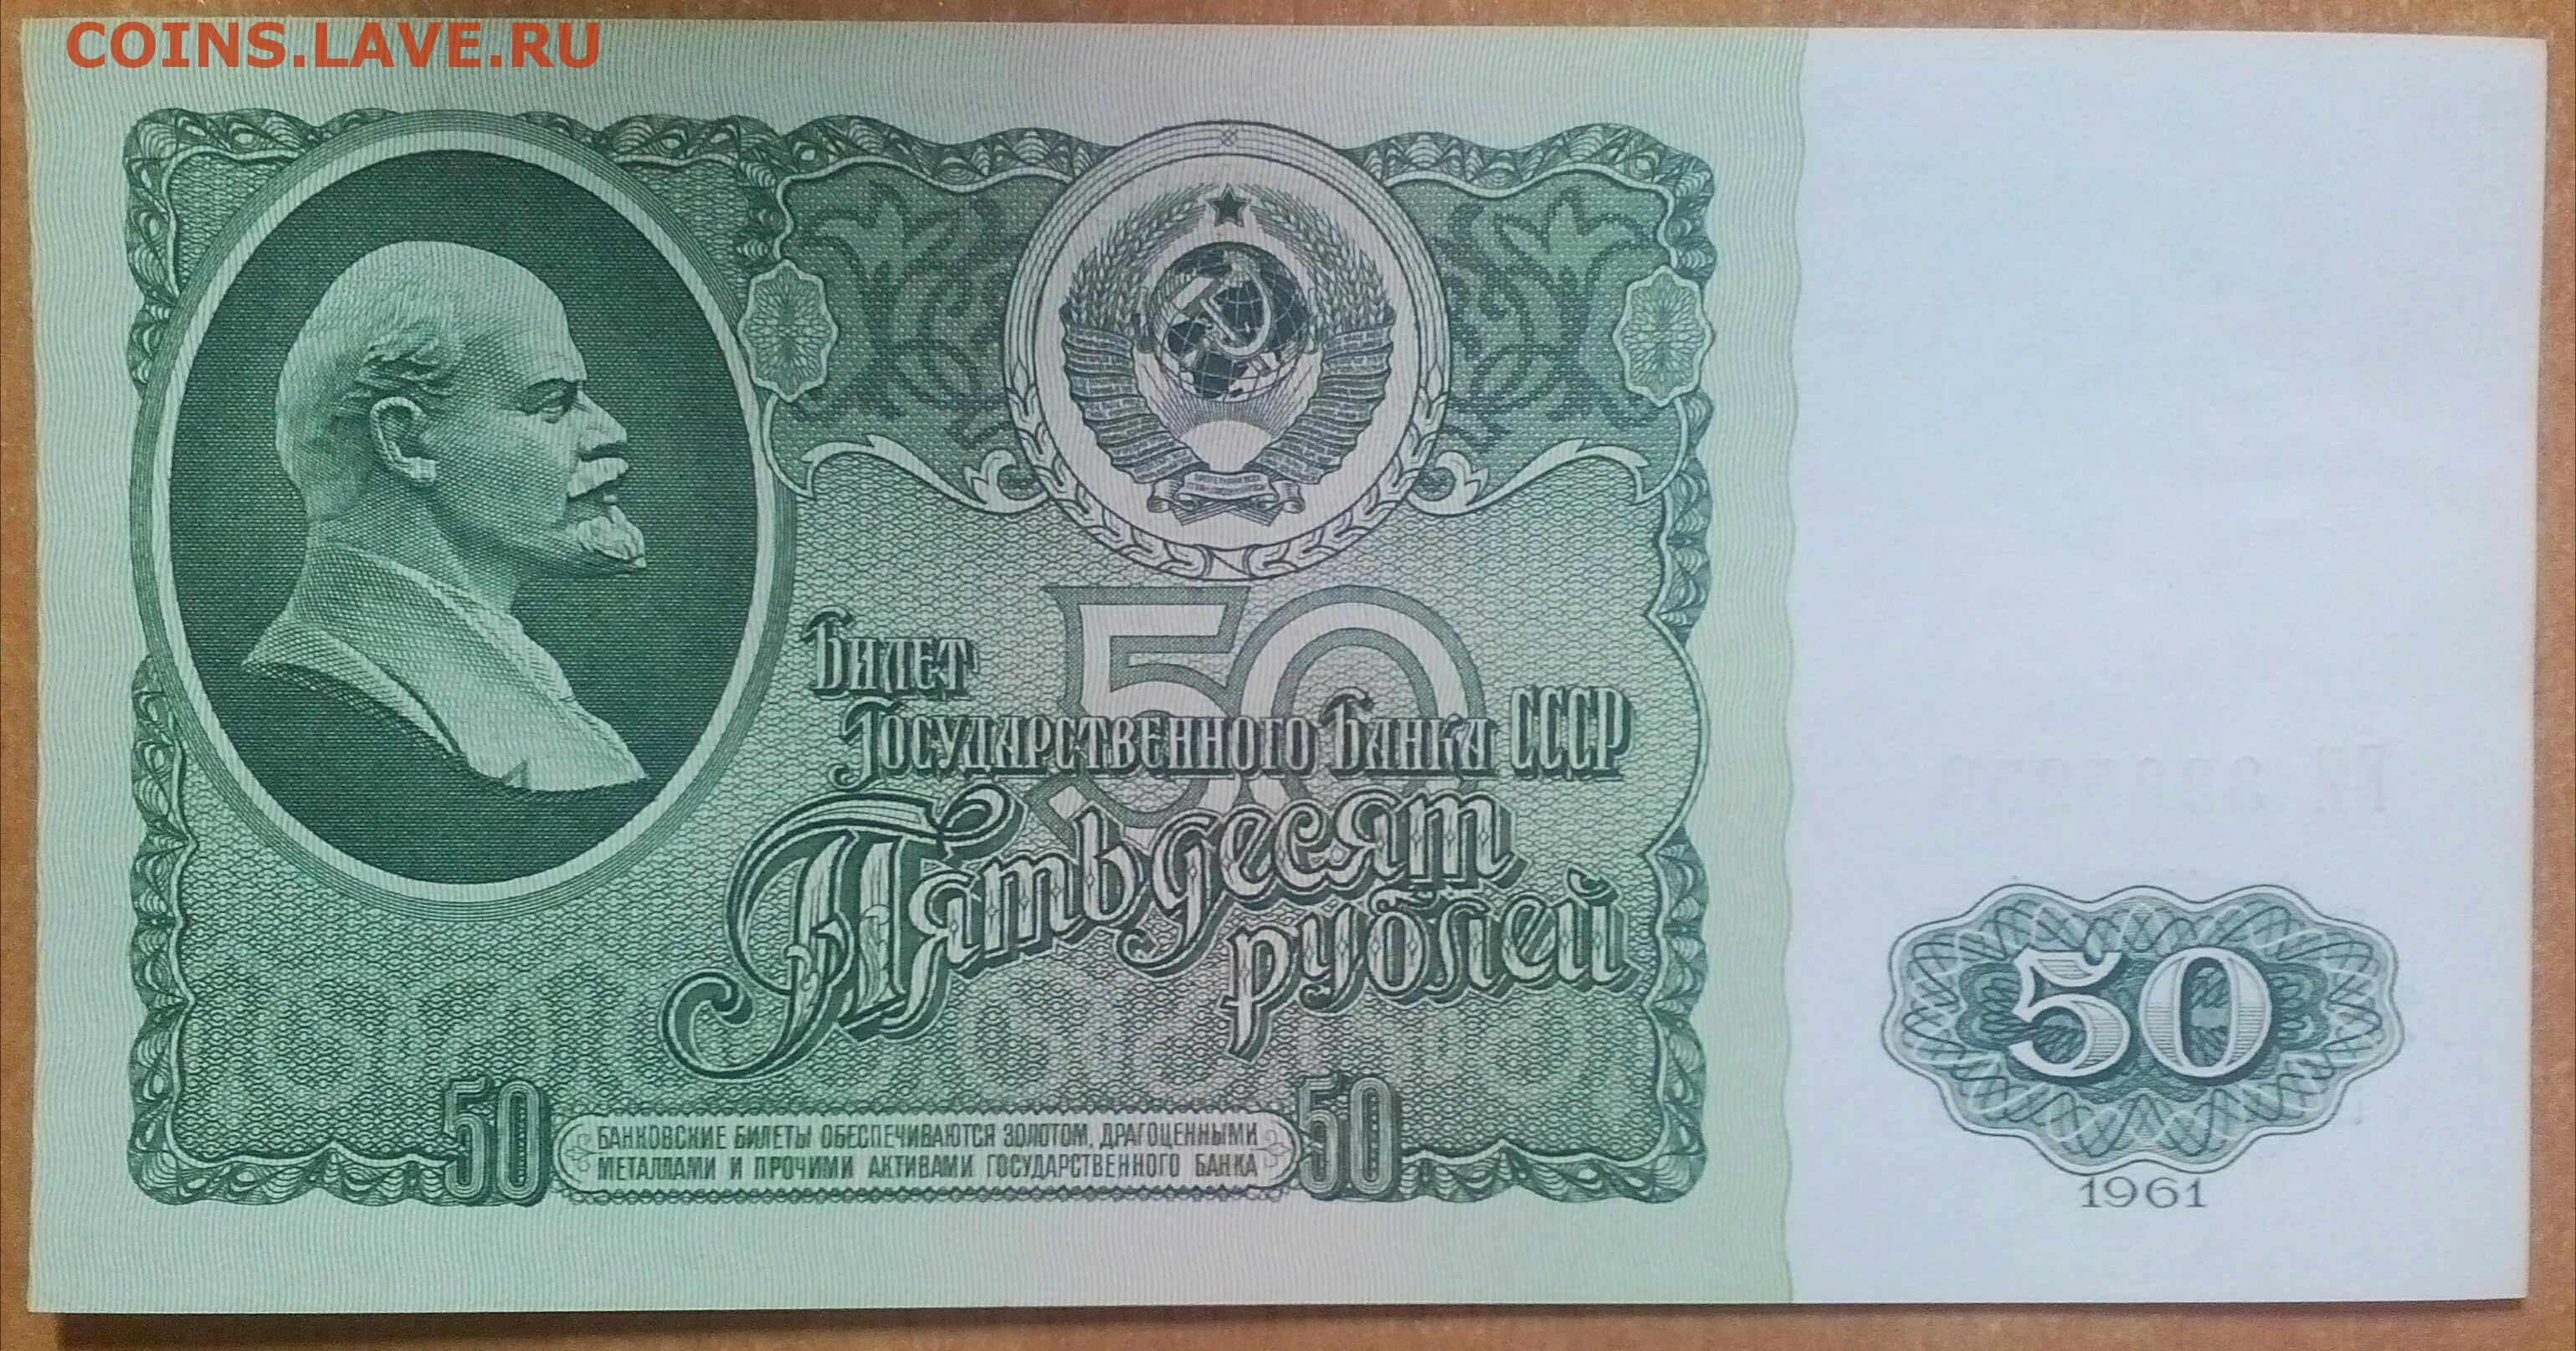 COINS.LAVE.RU
50
Билет
Государственного Банка СССР
Пятьдесят
рублей
50
БАНКОВСКИЕ БИЛЕТЫ ОБЕСПЕЧИВАЮТСЯ ЗОЛОТОМ, ДРАГОЦЕННЫМИ
МЕТАЛЛАМИ И ПРОЧИМИ АКТИВАМИ ГОСУДАРСТВЕННОГО БАНКА
50
50
1961